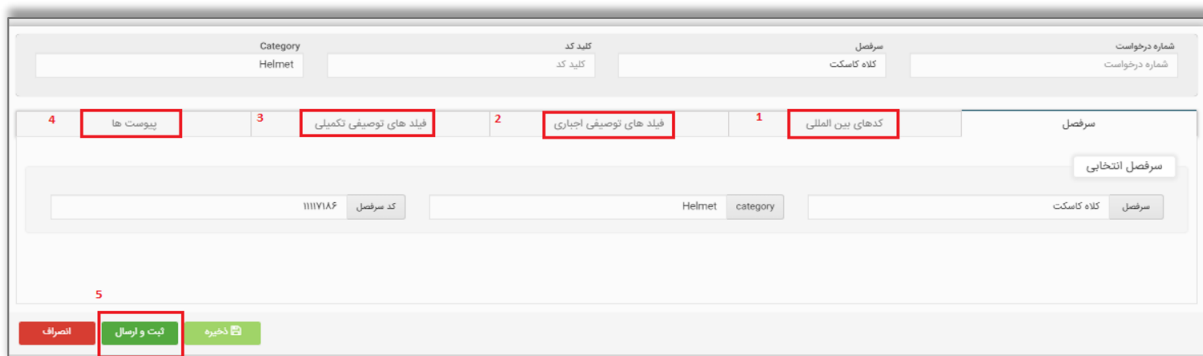 شماره درخواست سرفصل کلید کد Category
شماره درخواست کلاه کاسکت کلید کد Helmet
سرفصل کدهای بین المللی 1 فیلد های توصیفی اجباری 2 فیلد های توصیفی تکمیلی 3 پیوست ها 4
سرفصل انتخابی
سرفصل کلاه کاسکت category Helmet کد سرفصل ۱۱۱۱۷۱۸۶
5
ذخیره ثبت و ارسال انصراف